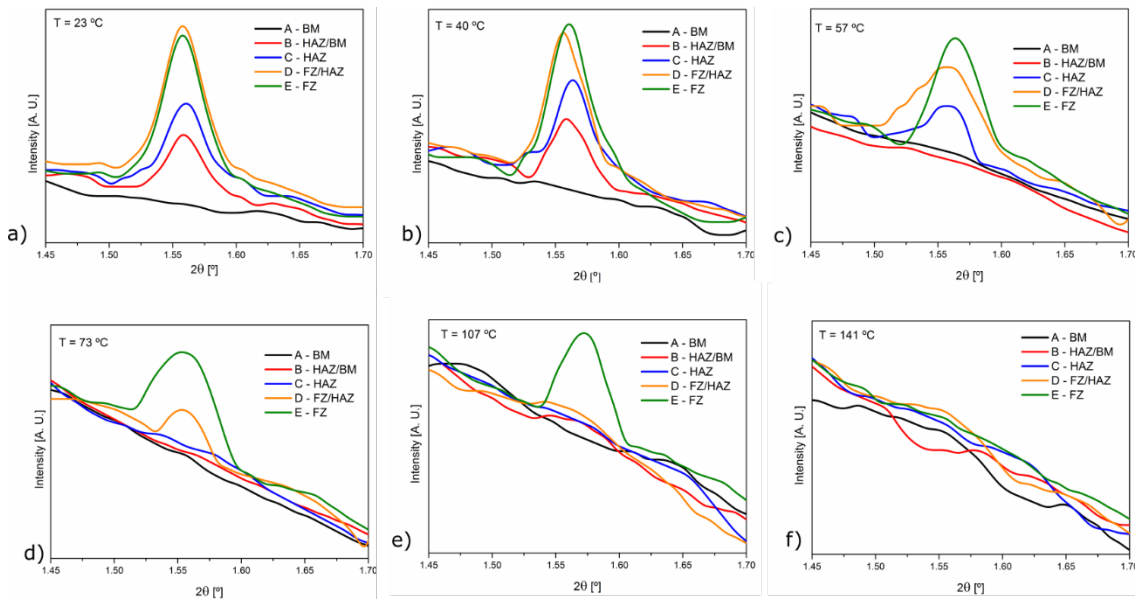 T = 23 ºC
A - BM
B - HAZ/BM
C - HAZ
D - FZ/HAZ
E - FZ
Intensity [A. U.]
a)
1.45 1.50 1.55 1.60 1.65 1.70
2θ [º]
T = 40 ºC
A - BM
B - HAZ/BM
C - HAZ
D - FZ/HAZ
E - FZ
Intensity [A. U.]
b)
1.45 1.50 1.55 1.60 1.65 1.70
2θ [º]
T = 57 ºC
A - BM
B - HAZ/BM
C - HAZ
D - FZ/HAZ
E - FZ
Intensity [A. U.]
c)
1.45 1.50 1.55 1.60 1.65 1.70
2θ [º]
T = 73 ºC
A - BM
B - HAZ/BM
C - HAZ
D - FZ/HAZ
E - FZ
Intensity [A. U.]
d)
1.45 1.50 1.55 1.60 1.65 1.70
2θ [º]
T = 107 ºC
A - BM
B - HAZ/BM
C - HAZ
D - FZ/HAZ
E - FZ
Intensity [A. U.]
e)
1.45 1.50 1.55 1.60 1.65 1.70
2θ [º]
T = 141 ºC
A - BM
B - HAZ/BM
C - HAZ
D - FZ/HAZ
E - FZ
Intensity [A. U.]
f)
1.45 1.50 1.55 1.60 1.65 1.70
2θ [º]